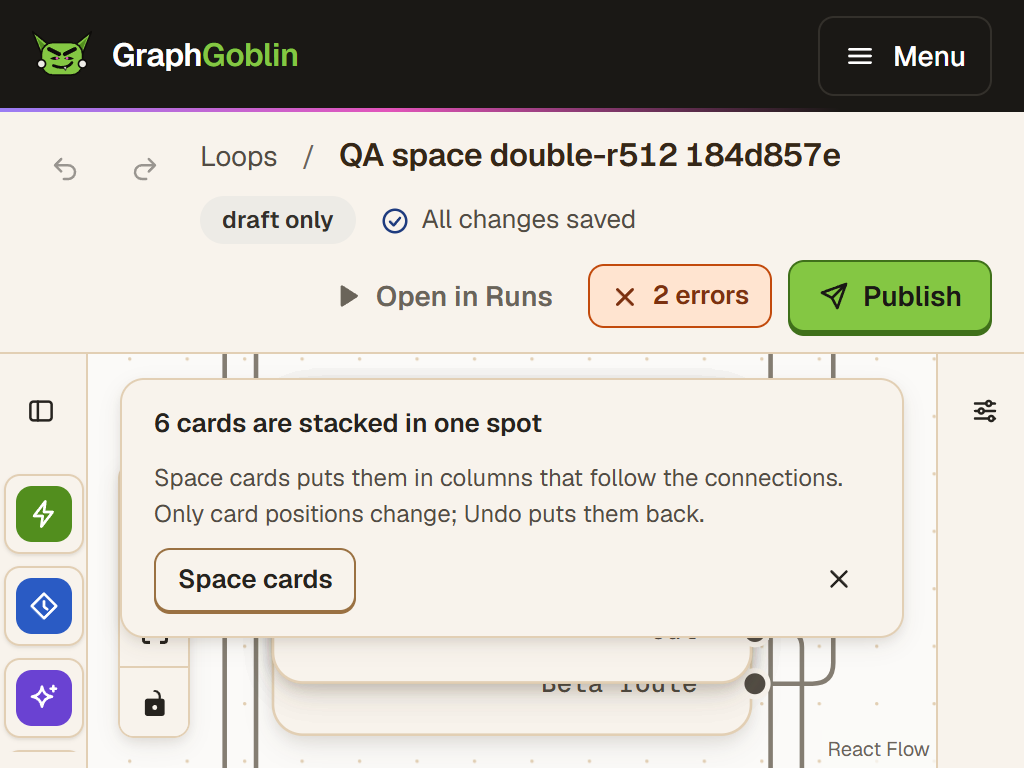 GraphGoblin
Menu
Loops / QA space double-r512 184d857e
draft only
All changes saved
Open in Runs
2 errors
Publish
6 cards are stacked in one spot
Space cards puts them in columns that follow the connections.
Only card positions change; Undo puts them back.
Space cards
Beta route
React Flow